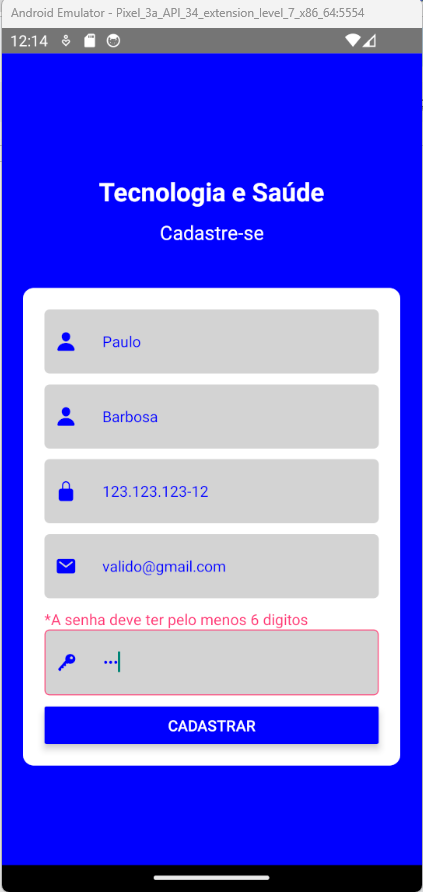 Android Emulator - Pixel_3a_API_34_extension_level_7_x86_64:5554
12:14
Tecnologia e Saúde
Cadastre-se
Paulo
Barbosa
123.123.123-12
valido@gmail.com
*A senha deve ter pelo menos 6 digitos
•••
CADASTRAR